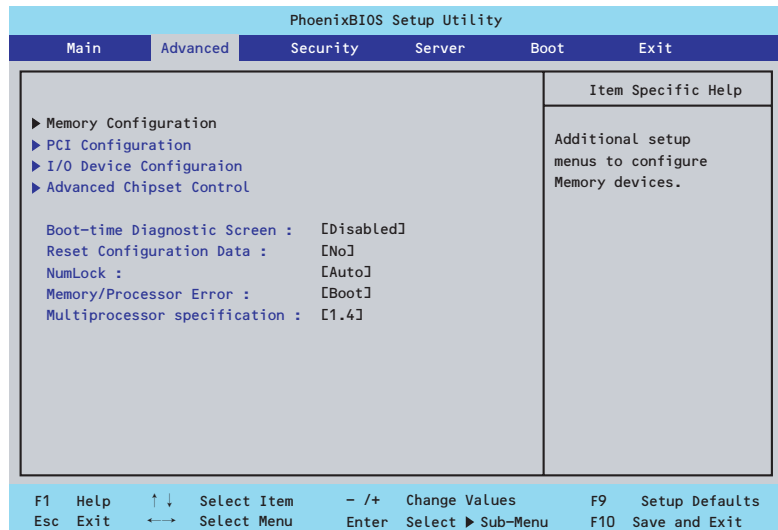 PhoenixBIOS Setup Utility
Main Advanced Security Server Boot Exit
Item Specific Help
▶ Memory Configuration
▶ PCI Configuration
▶ I/O Device Configuraion
▶ Advanced Chipset Control
Additional setup
menus to configure
Memory devices.
Boot-time Diagnostic Screen : [Disabled]
Reset Configuration Data : [No]
NumLock : [Auto]
Memory/Processor Error : [Boot]
Multiprocessor specification : [1.4]
F1 Help ↑↓ Select Item - /+ Change Values F9 Setup Defaults
Esc Exit ←→ Select Menu Enter Select ▶ Sub-Menu F10 Save and Exit